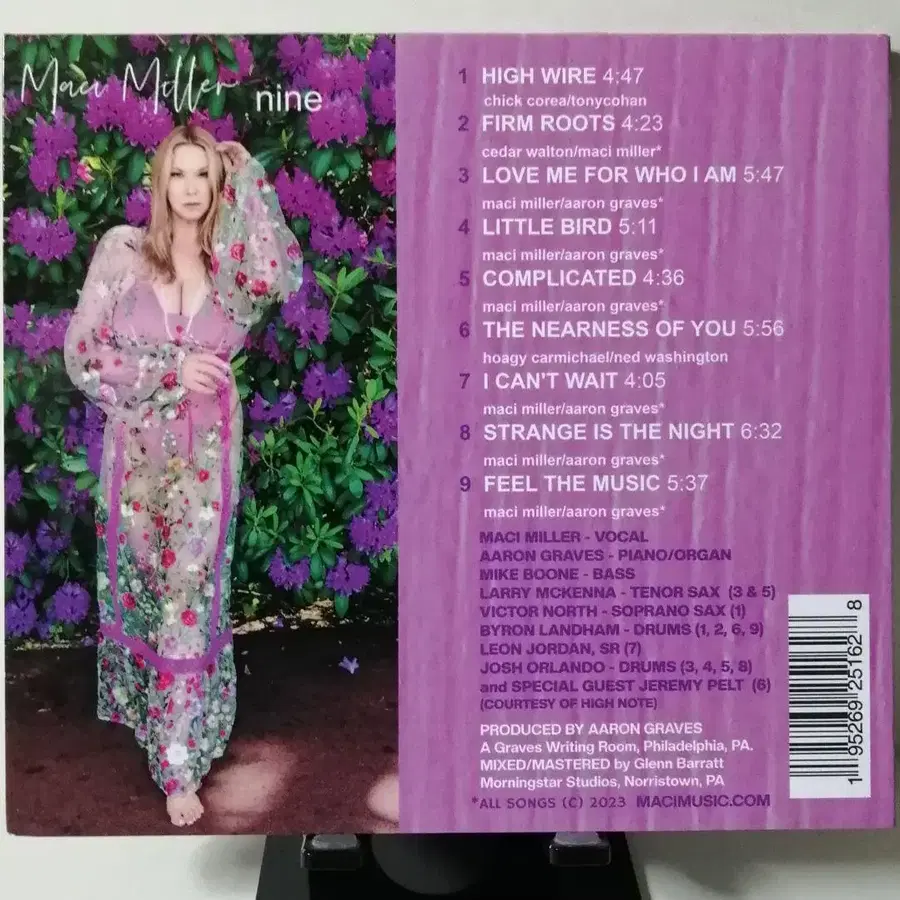 Maci Miller
nine
1 HIGH WIRE 4:47
chick corea/tonycohan
2 FIRM ROOTS 4:23
cedar walton/maci miller*
3 LOVE ME FOR WHO I AM 5:47
maci miller/aaron graves*
4 LITTLE BIRD 5:11
maci miller/aaron graves*
5 COMPLICATED 4:36
maci miller/aaron graves*
6 THE NEARNESS OF YOU 5:56
hoagy carmichael/ned washington
7 I CAN'T WAIT 4:05
maci miller/aaron graves*
8 STRANGE IS THE NIGHT 6:32
maci miller/aaron graves*
9 FEEL THE MUSIC 5:37
maci miller/aaron graves*
MACI MILLER - VOCAL
AARON GRAVES - PIANO/ORGAN
MIKE BOONE - BASS
LARRY MCKENNA - TENOR SAX (3 & 5)
VICTOR NORTH - SOPRANO SAX (1)
BYRON LANDHAM - DRUMS (1, 2, 6, 9)
LEON JORDAN, SR (7)
JOSH ORLANDO - DRUMS (3, 4, 5, 8)
and SPECIAL GUEST JEREMY PELT (6)
(COURTESY OF HIGH NOTE)
PRODUCED BY AARON GRAVES
A Graves Writing Room, Philadelphia, PA.
MIXED/MASTERED by Glenn Barratt
Morningstar Studios, Norristown, PA
*ALL SONGS (C) 2023 MACIMUSIC.COM
1 95269 25162 8